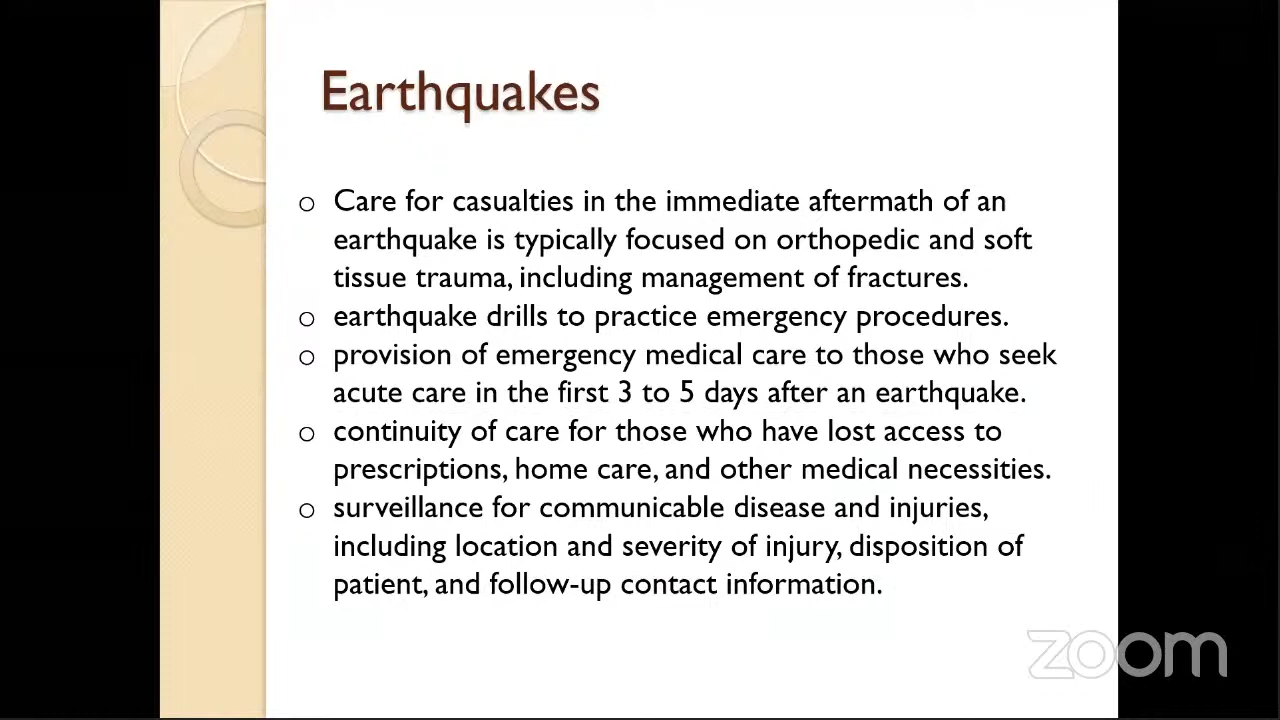 Earthquakes
o Care for casualties in the immediate aftermath of an
earthquake is typically focused on orthopedic and soft
tissue trauma, including management of fractures.
o earthquake drills to practice emergency procedures.
o provision of emergency medical care to those who seek
acute care in the first 3 to 5 days after an earthquake.
o continuity of care for those who have lost access to
prescriptions, home care, and other medical necessities.
o surveillance for communicable disease and injuries,
including location and severity of injury, disposition of
patient, and follow-up contact information.
zoom